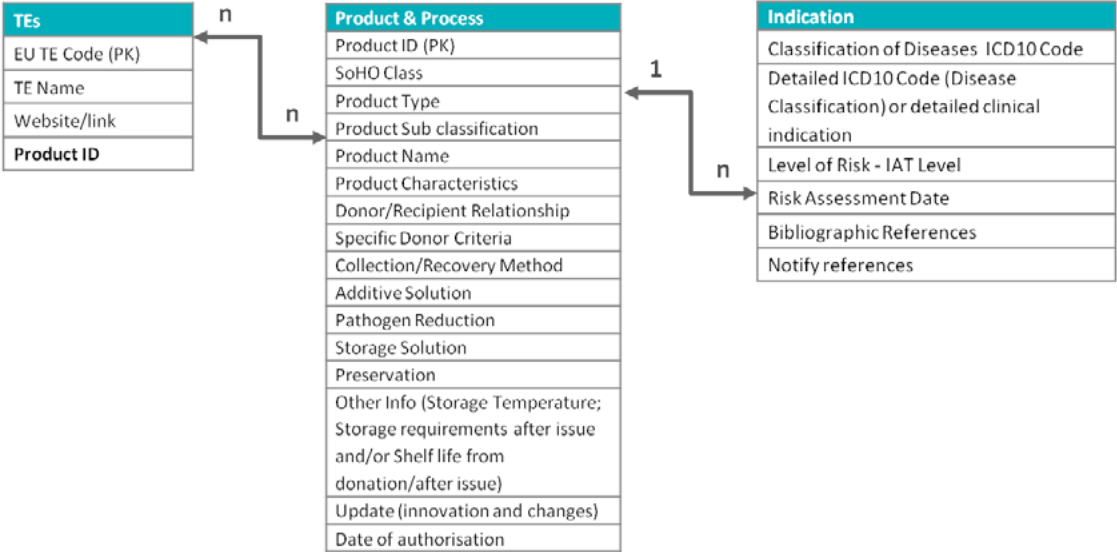 TEs
EU TE Code (PK)
TE Name
Website/link
Product ID
n
n
Product & Process
Product ID (PK)
SoHO Class
Product Type
Product Sub classification
Product Name
Product Characteristics
Donor/Recipient Relationship
Specific Donor Criteria
Collection/Recovery Method
Additive Solution
Pathogen Reduction
Storage Solution
Preservation
Other Info (Storage Temperature;
Storage requirements after issue
and/or Shelf life from
donation/after issue)
Update (innovation and changes)
Date of authorisation
1
n
Indication
Classification of Diseases ICD10 Code
Detailed ICD10 Code (Disease
Classification) or detailed clinical
indication
Level of Risk - IAT Level
Risk Assessment Date
Bibliographic References
Notify references